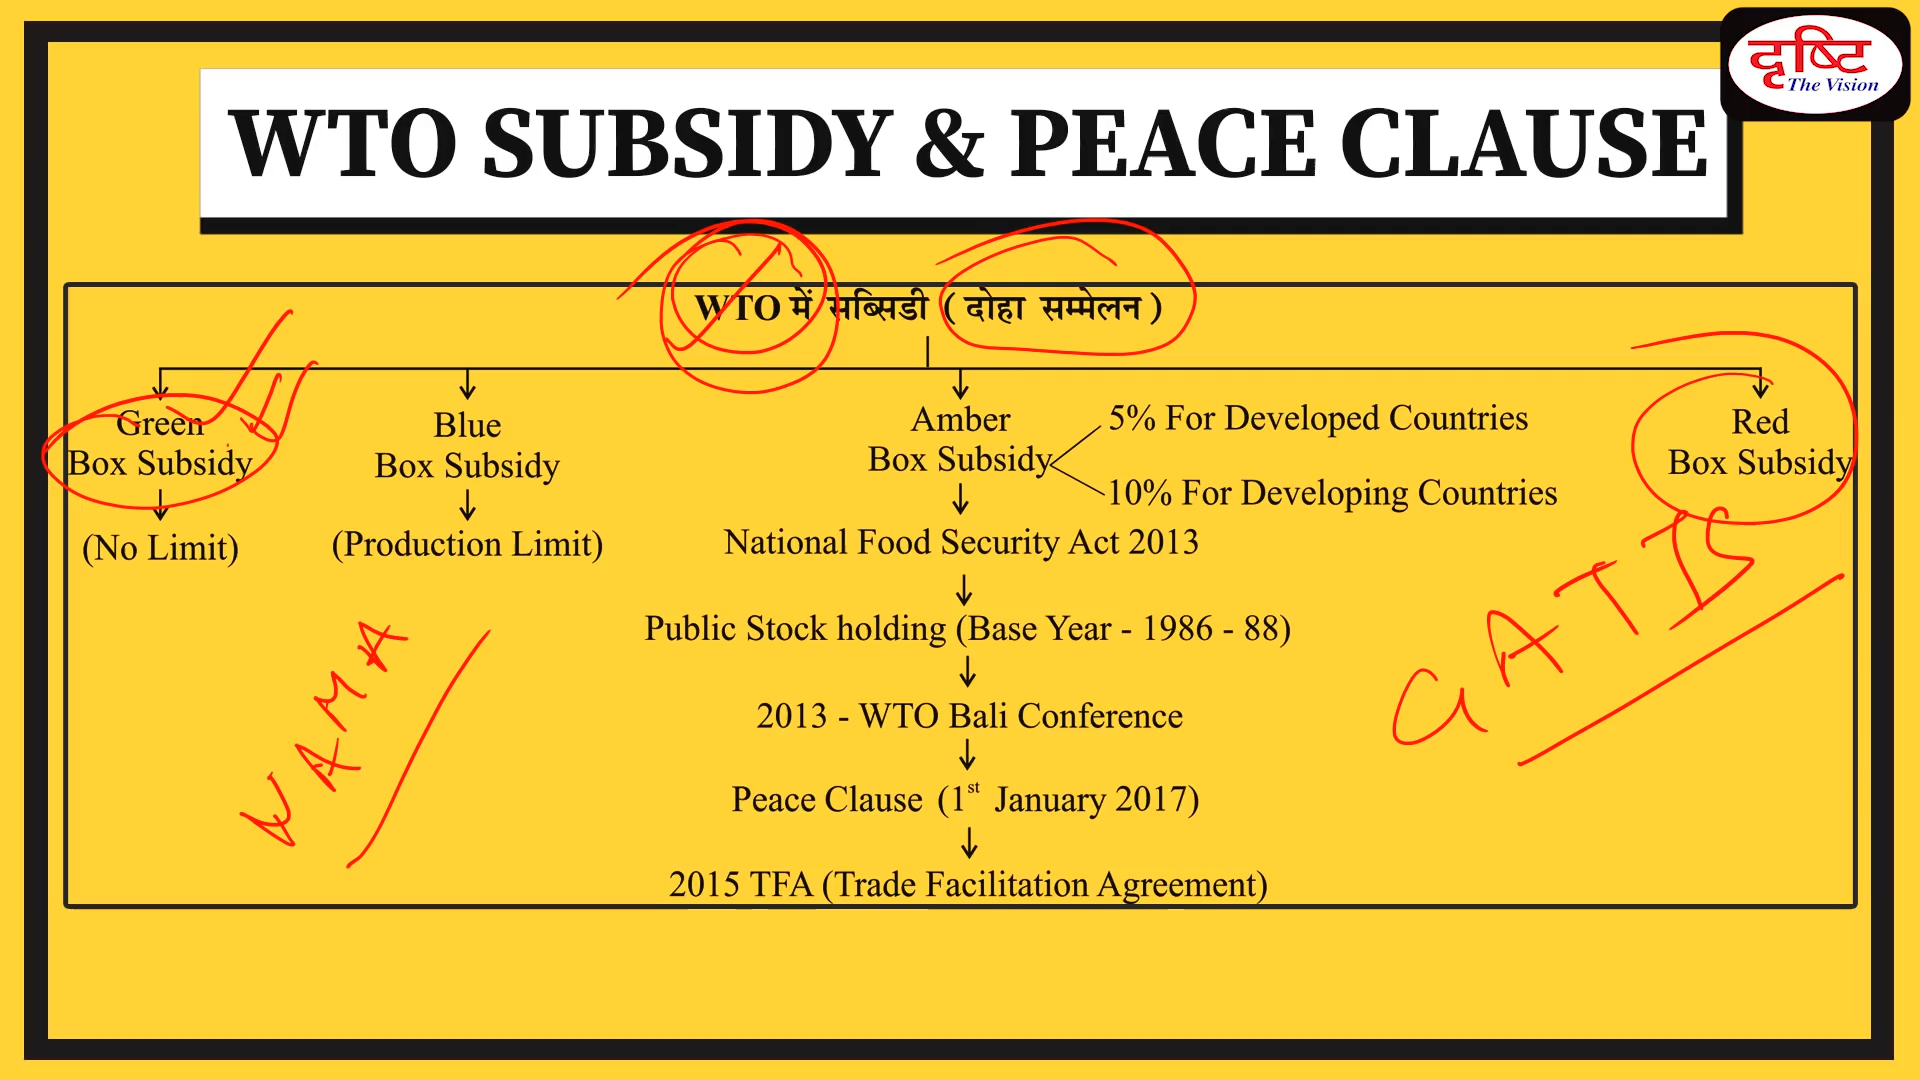 दृष्टि
The Vision
WTO SUBSIDY & PEACE CLAUSE
WTO में सब्सिडी ( दोहा सम्मेलन )
Green
Box Subsidy
(No Limit)
Blue
Box Subsidy
(Production Limit)
Amber
Box Subsidy
5% For Developed Countries
10% For Developing Countries
Red
Box Subsidy
National Food Security Act 2013
Public Stock holding (Base Year - 1986 - 88)
2013 - WTO Bali Conference
Peace Clause (1st January 2017)
2015 TFA (Trade Facilitation Agreement)
NAMA